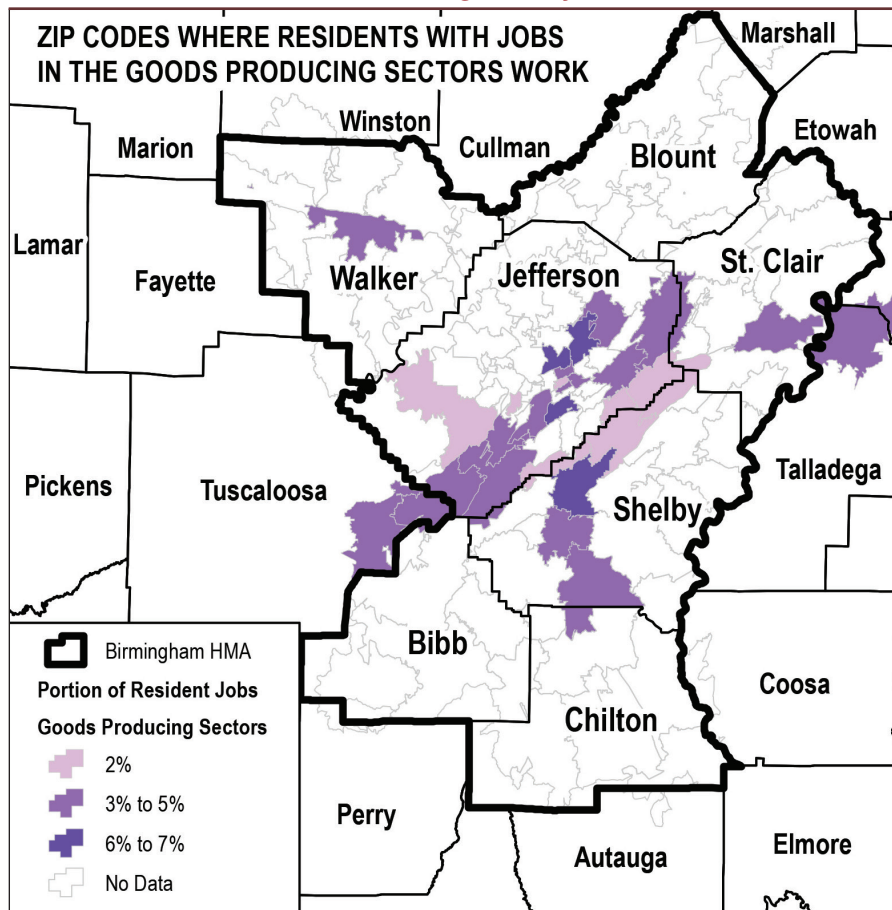 ZIP CODES WHERE RESIDENTS WITH JOBS
IN THE GOODS PRODUCING SECTORS WORK
Marshall
Winston
Cullman
Etowah
Marion
Blount
Lamar
Fayette
Walker
Jefferson
St. Clair
Pickens
Tuscaloosa
Shelby
Talladega
Bibb
Coosa
Chilton
Perry
Autauga
Elmore
Birmingham HMA
Portion of Resident Jobs
Goods Producing Sectors
2%
3% to 5%
6% to 7%
No Data